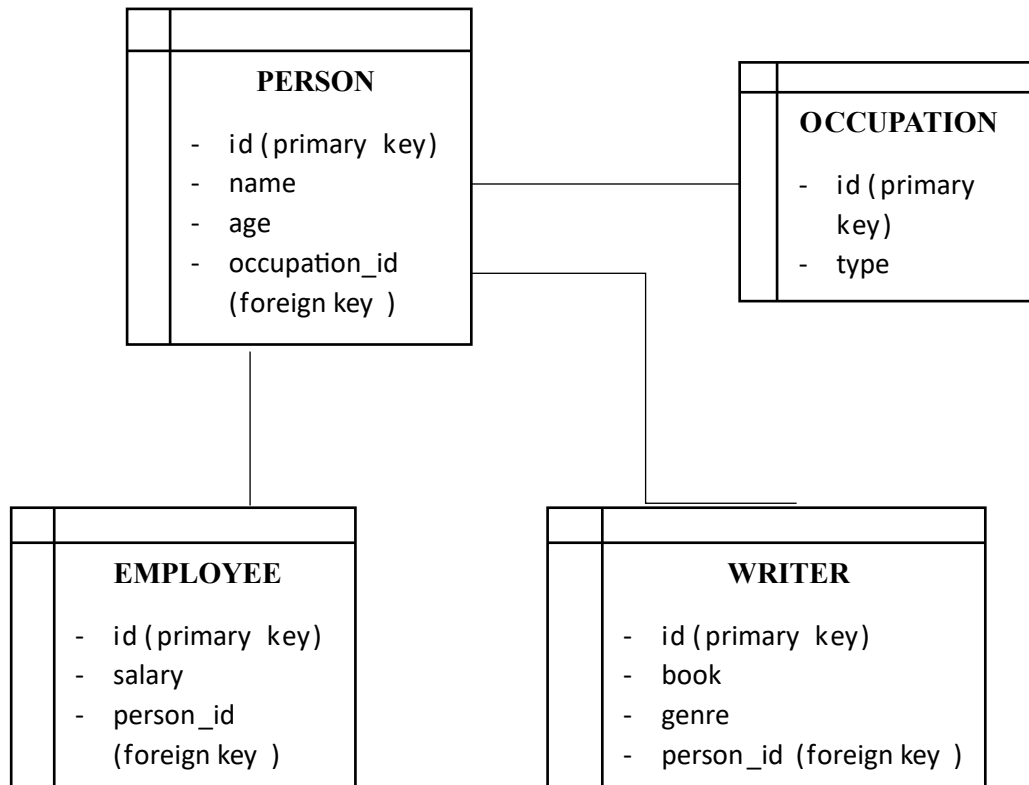 PERSON
- id (primary key)
- name
- age
- occupation_id
(foreign key )
OCCUPATION
- id (primary
key)
- type
EMPLOYEE
- id (primary key)
- salary
- person_id
(foreign key )
WRITER
- id (primary key)
- book
- genre
- person_id (foreign key )